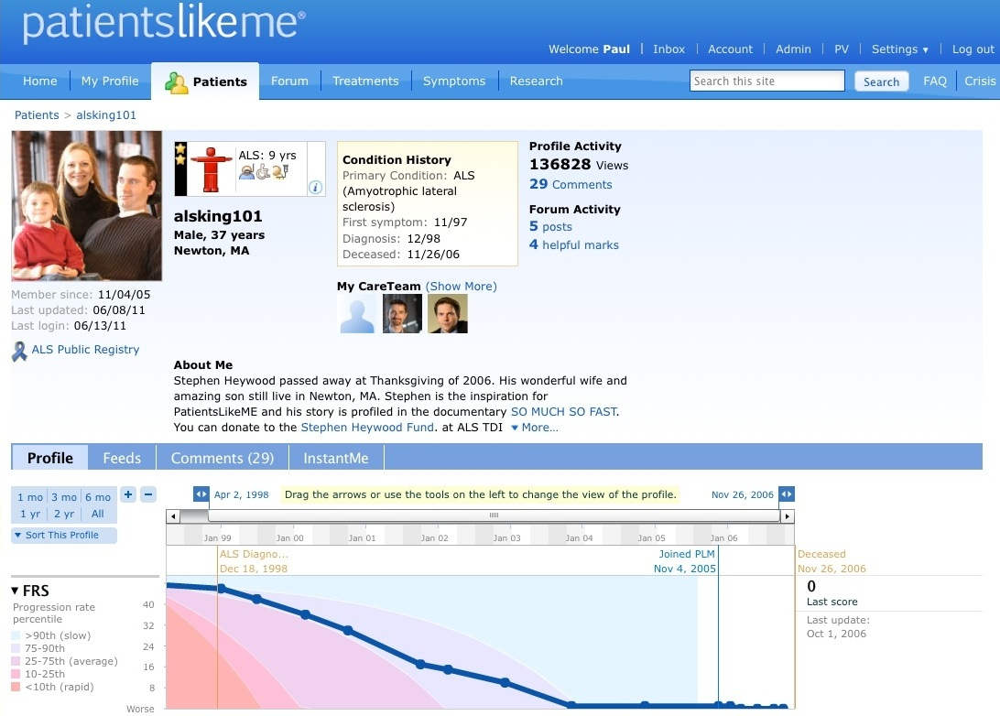 patientslikeme®
Welcome Paul | Inbox | Account | Admin | PV | Settings ▼ | Log out
Home | My Profile | Patients | Forum | Treatments | Symptoms | Research
Search this site
Search
FAQ | Crisis
Patients > alsking101
ALS: 9 yrs
i
alsking101
Male, 37 years
Newton, MA
Member since: 11/04/05
Last updated: 06/08/11
Last login: 06/13/11
ALS Public Registry
Condition History
Primary Condition: ALS
(Amyotrophic lateral
sclerosis)
First symptom: 11/97
Diagnosis: 12/98
Deceased: 11/26/06
Profile Activity
136828 Views
29 Comments
Forum Activity
5 posts
4 helpful marks
My CareTeam (Show More)
About Me
Stephen Heywood passed away at Thanksgiving of 2006. His wonderful wife and
amazing son still live in Newton, MA. Stephen is the inspiration for
PatientsLikeME and his story is profiled in the documentary SO MUCH SO FAST.
You can donate to the Stephen Heywood Fund. at ALS TDI ▼ More...
Profile | Feeds | Comments (29) | InstantMe
1 mo | 3 mo | 6 mo
1 yr | 2 yr | All
+ −
▼ Sort This Profile
Apr 2, 1998
Drag the arrows or use the tools on the left to change the view of the profile.
Nov 26, 2006
Jan 99 Jan 00 Jan 01 Jan 02 Jan 03 Jan 04 Jan 05 Jan 06
ALS Diagno...
Dec 18, 1998
Joined PLM
Nov 4, 2005
Deceased
Nov 26, 2006
▼ FRS
Progression rate
percentile
>90th (slow)
75-90th
25-75th (average)
10-25th
<10th (rapid)
40
32
24
16
8
Worse
0
Last score
Last update:
Oct 1, 2006